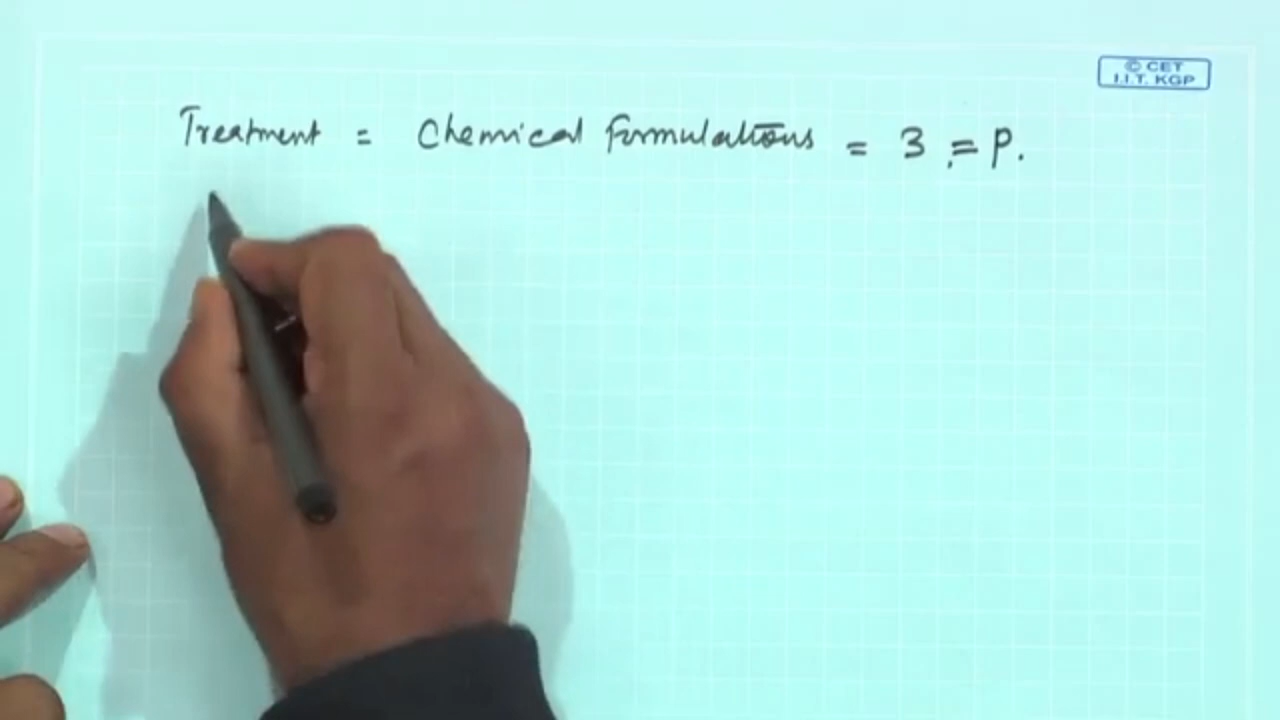 Treatment = Chemical formulations = 3 = P.
© CET
I.I.T. KGP